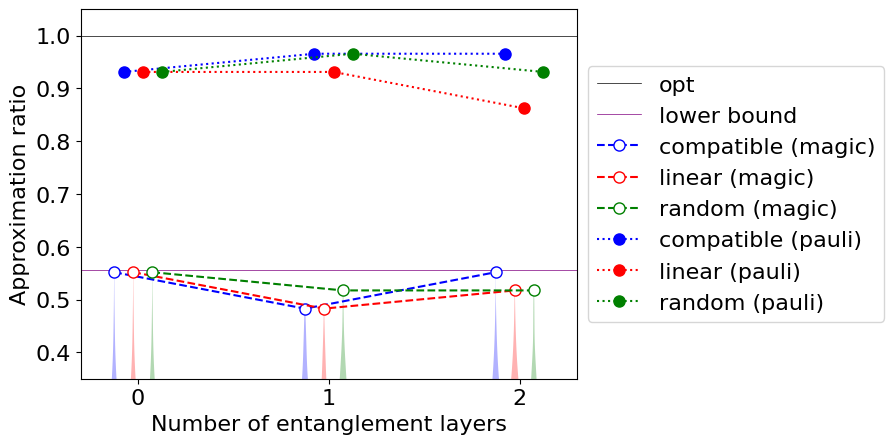 1.0
0.9
0.8
0.7
0.6
0.5
0.4
Approximation ratio
0 1 2
Number of entanglement layers
opt
lower bound
compatible (magic)
linear (magic)
random (magic)
compatible (pauli)
linear (pauli)
random (pauli)